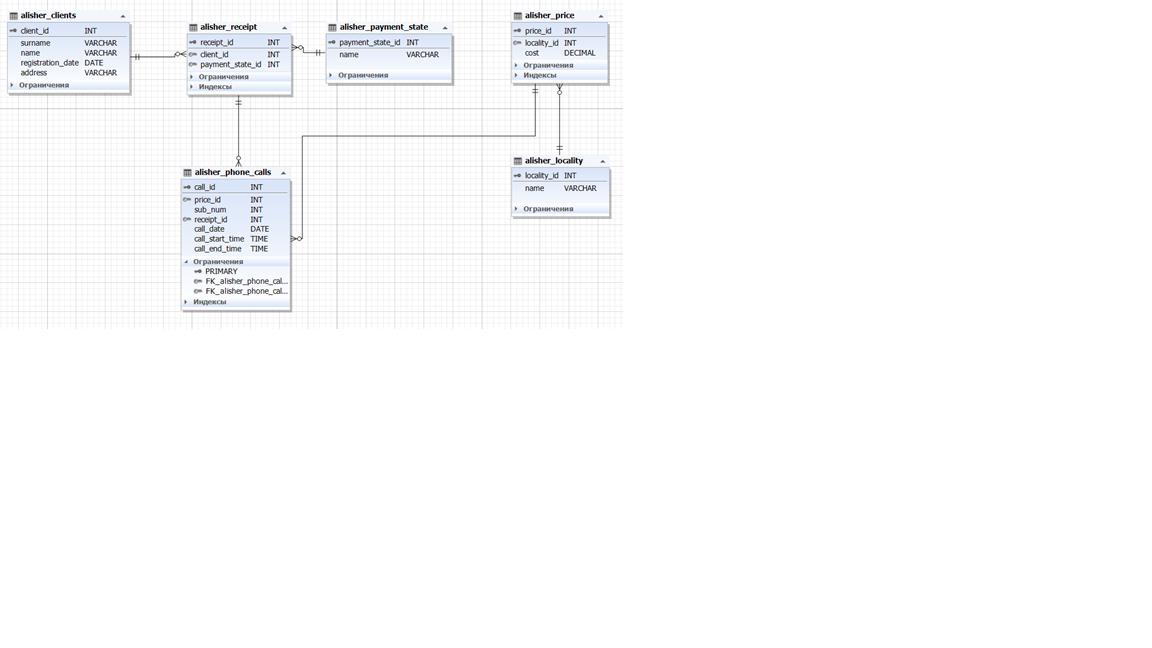 alisher_clients
client_id INT
surname VARCHAR
name VARCHAR
registration_date DATE
address VARCHAR
Ограничения
alisher_receipt
receipt_id INT
client_id INT
payment_state_id INT
Ограничения
Индексы
alisher_payment_state
payment_state_id INT
name VARCHAR
Ограничения
alisher_price
price_id INT
locality_id INT
cost DECIMAL
Ограничения
Индексы
alisher_phone_calls
call_id INT
price_id INT
sub_num INT
receipt_id INT
call_date DATE
call_start_time TIME
call_end_time TIME
Ограничения
PRIMARY
FK_alisher_phone_cal...
FK_alisher_phone_cal...
Индексы
alisher_locality
locality_id INT
name VARCHAR
Ограничения